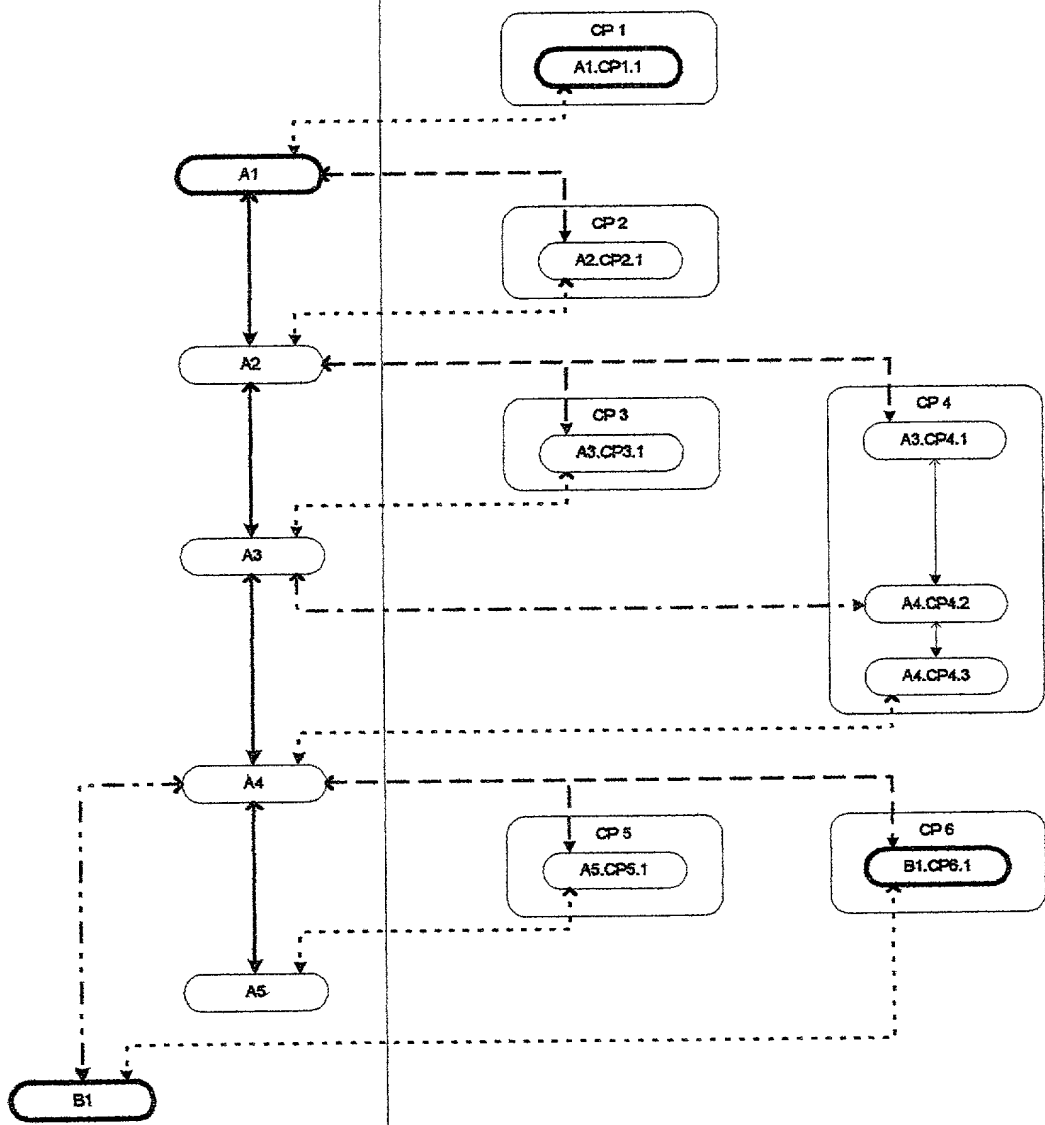 CP 1
A1.CP1.1
A1
CP 2
A2.CP2.1
A2
CP 3
A3.CP3.1
CP 4
A3.CP4.1
A3
A4.CP4.2
A4.CP4.3
A4
CP 5
A5.CP5.1
CP 6
B1.CP6.1
A5
B1